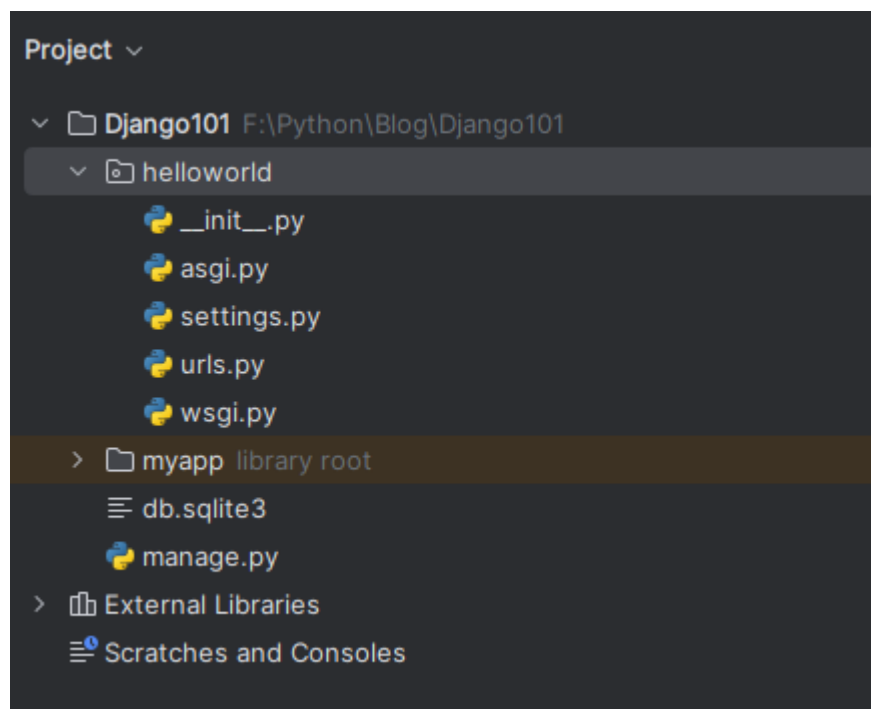 Project
Django101 F:\Python\Blog\Django101
helloworld
__init__.py
asgi.py
settings.py
urls.py
wsgi.py
myapp library root
db.sqlite3
manage.py
External Libraries
Scratches and Consoles